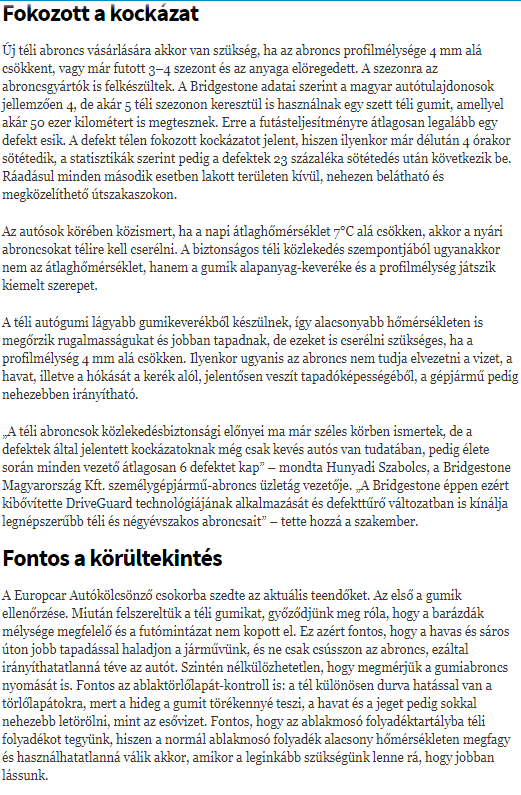 Fokozott a kockázat
Új téli abroncs vásárlására akkor van szükség, ha az abroncs profilmélysége 4 mm alá
csökkent, vagy már futott 3–4 szezont és az anyaga elöregedett. A szezonra az
abroncsgyártók is felkészültek. A Bridgestone adatai szerint a magyar autótulajdonosok
jellemzően 4, de akár 5 téli szezonon keresztül is használnak egy szett téli gumit, amellyel
akár 50 ezer kilométert is megtesznek. Erre a futásteljesítményre átlagosan legalább egy
defekt esik. A defekt télen fokozott kockázatot jelent, hiszen ilyenkor már délután 4 órakor
sötétedik, a statisztikák szerint pedig a defektek 23 százaléka sötétedés után következik be.
Ráadásul minden második esetben lakott területen kívül, nehezen belátható és
megközelíthető útszakaszokon.
Az autósok körében közismert, ha a napi átlaghőmérséklet 7°C alá csökken, akkor a nyári
abroncsokat télire kell cserélni. A biztonságos téli közlekedés szempontjából ugyanakkor
nem az átlaghőmérséklet, hanem a gumik alapanyag-keveréke és a profilmélység játszik
kiemelt szerepet.
A téli autógumi lágyabb gumikeverékből készülnek, így alacsonyabb hőmérsékleten is
megőrzik rugalmasságukat és jobban tapadnak, de ezeket is cserélni szükséges, ha a
profilmélység 4 mm alá csökken. Ilyenkor ugyanis az abroncs nem tudja elvezetni a vizet, a
havat, illetve a hókását a kerék alól, jelentősen veszít tapadóképességéből, a gépjármű pedig
nehezebben irányítható.
„A téli abroncsok közlekedésbiztonsági előnyei ma már széles körben ismertek, de a
defektek által jelentett kockázatoknak még csak kevés autós van tudatában, pedig élete
során minden vezető átlagosan 6 defektet kap” – mondta Hunyadi Szabolcs, a Bridgestone
Magyarország Kft. személygépjármű-abroncs üzletág vezetője. „A Bridgestone éppen ezért
kibővítette DriveGuard technológiájának alkalmazását és defekttűrő változatban is kínálja
legnépszerűbb téli és négyévszakos abroncsait” – tette hozzá a szakember.
Fontos a körültekintés
A Europcar Autókölcsönző csokorba szedte az aktuális teendőket. Az első a gumik
ellenőrzése. Miután felszereltük a téli gumikat, győződjünk meg róla, hogy a barázdák
mélysége megfelelő és a futómintázat nem kopott el. Ez azért fontos, hogy a havas és sáros
úton jobb tapadással haladjon a járművünk, és ne csak csússzon az abroncs, ezáltal
irányíthatatlanná téve az autót. Szintén nélkülözhetetlen, hogy megmérjük a gumiabroncs
nyomását is. Fontos az ablaktörlőlapát-kontroll is: a tél különösen durva hatással van a
törlőlapátokra, mert a hideg a gumit törékennyé teszi, a havat és a jeget pedig sokkal
nehezebb letörölni, mint az esővizet. Fontos, hogy az ablakmosó folyadéktartályba téli
folyadékot tegyünk, hiszen a normál ablakmosó folyadék alacsony hőmérsékleten megfagy
és használhatatlanná válik akkor, amikor a leginkább szükségünk lenne rá, hogy jobban
lássunk.